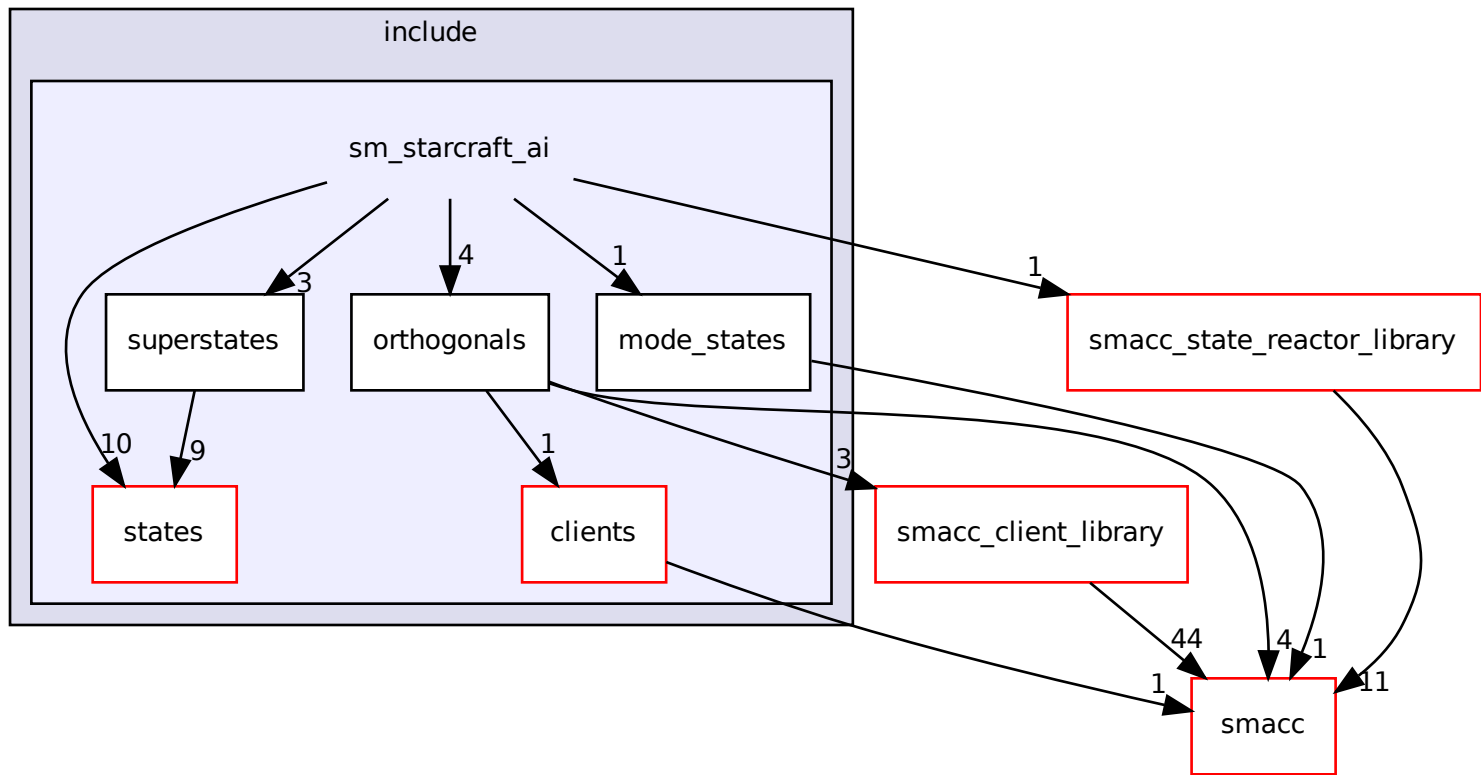 include
sm_starcraft_ai
1
4
1
3
superstates
orthogonals
mode_states
smacc_state_reactor_library
10
9
1
3
states
clients
smacc_client_library
44
4
1
1
11
smacc